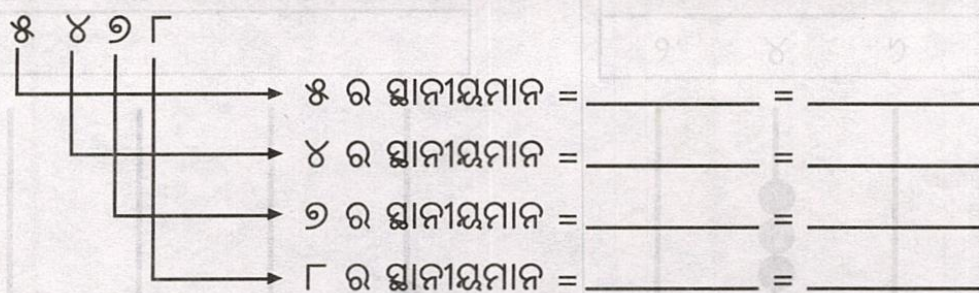 ୫ ୪ ୭ ୮
୫ ର ସ୍ଥାନୀୟମାନ = ________ = ________
୪ ର ସ୍ଥାନୀୟମାନ = ________ = ________
୭ ର ସ୍ଥାନୀୟମାନ = ________ = ________
୮ ର ସ୍ଥାନୀୟମାନ = ________ = ________